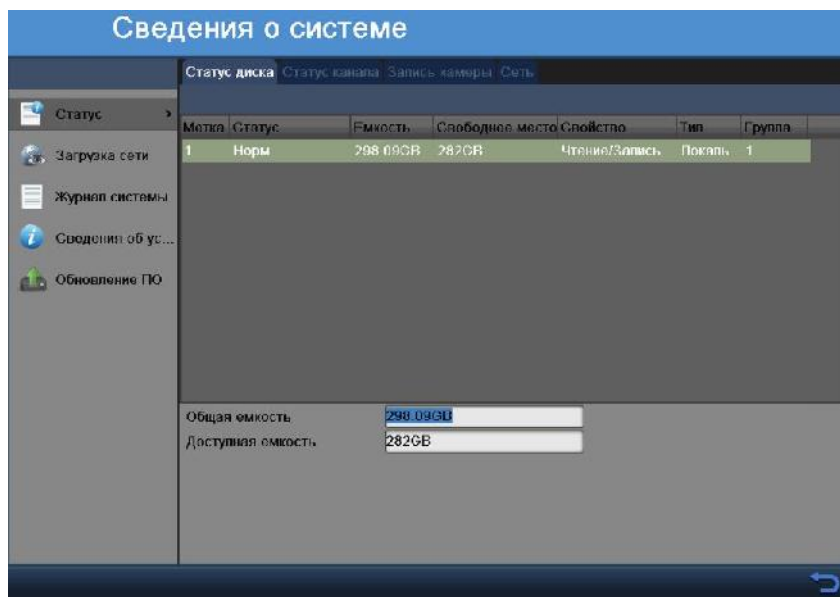 Сведения о системе
Статус диска Статус канала Запись камеры Сеть
Статус
Загрузка сети
Журнал системы
Сведения об ус...
Обновление ПО
Метка Статус Емкость Свободное место Свойство Тип Группа
1 Норм 298.09GB 282GB Чтение/Запись Локаль 1
Общая емкость 298.09GB
Доступная емкость 282GB